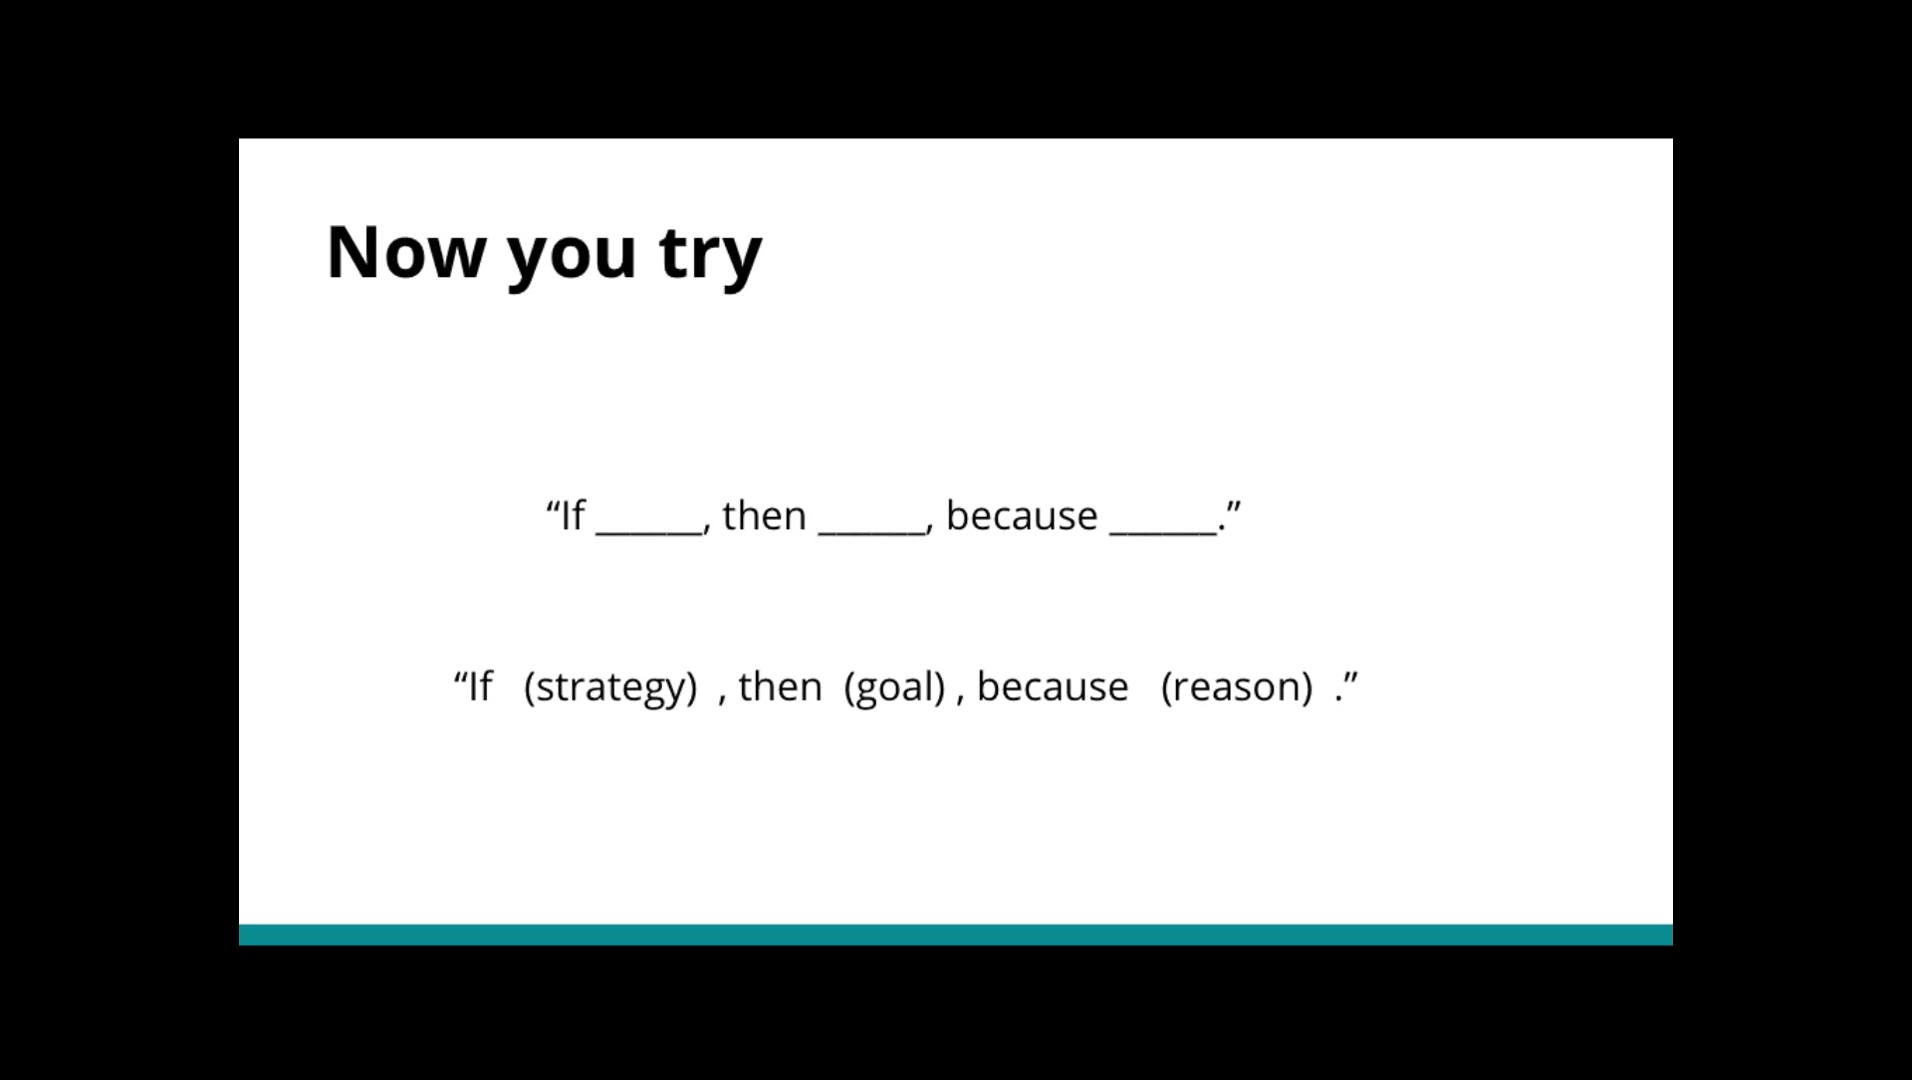 Now you try
“If ______, then ______, because ______.”
“If (strategy) , then (goal) , because (reason) .”